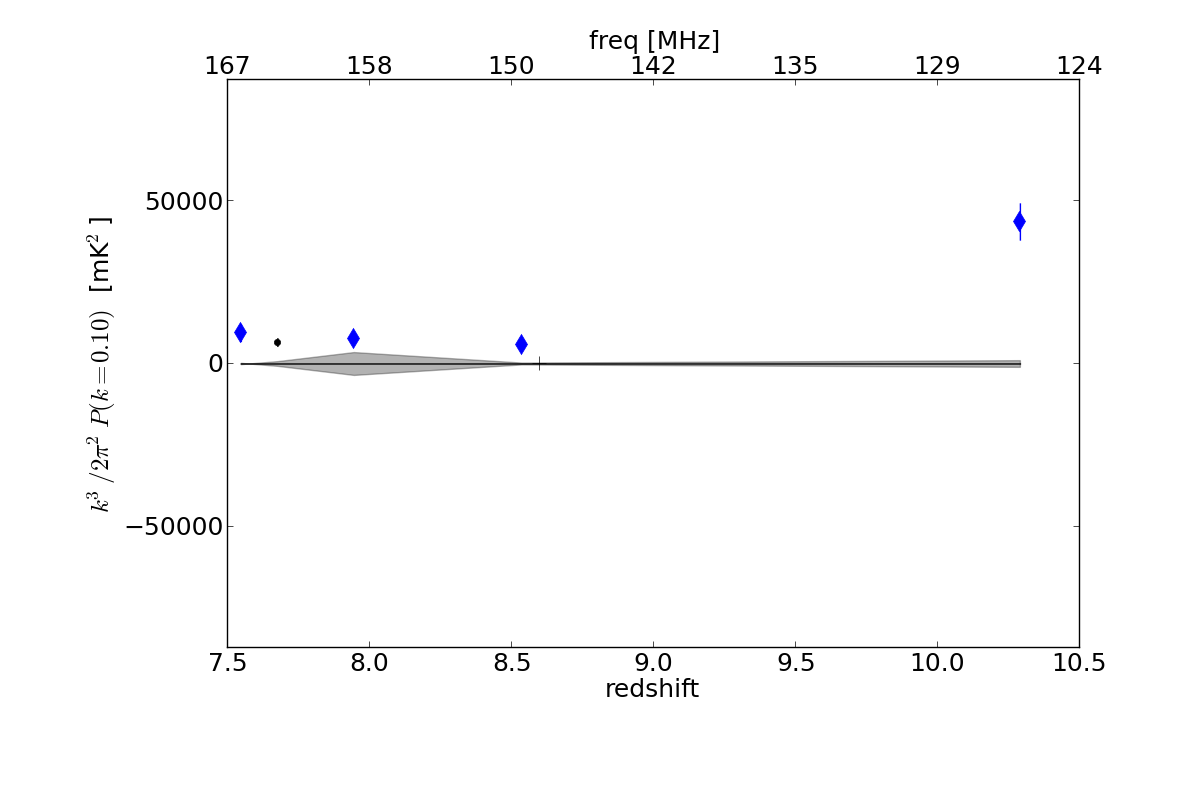 freq [MHz]
167 158 150 142 135 129 124
50000
0
−50000
k³/2π² P(k=0.10) [mK²]
7.5 8.0 8.5 9.0 9.5 10.0 10.5
redshift